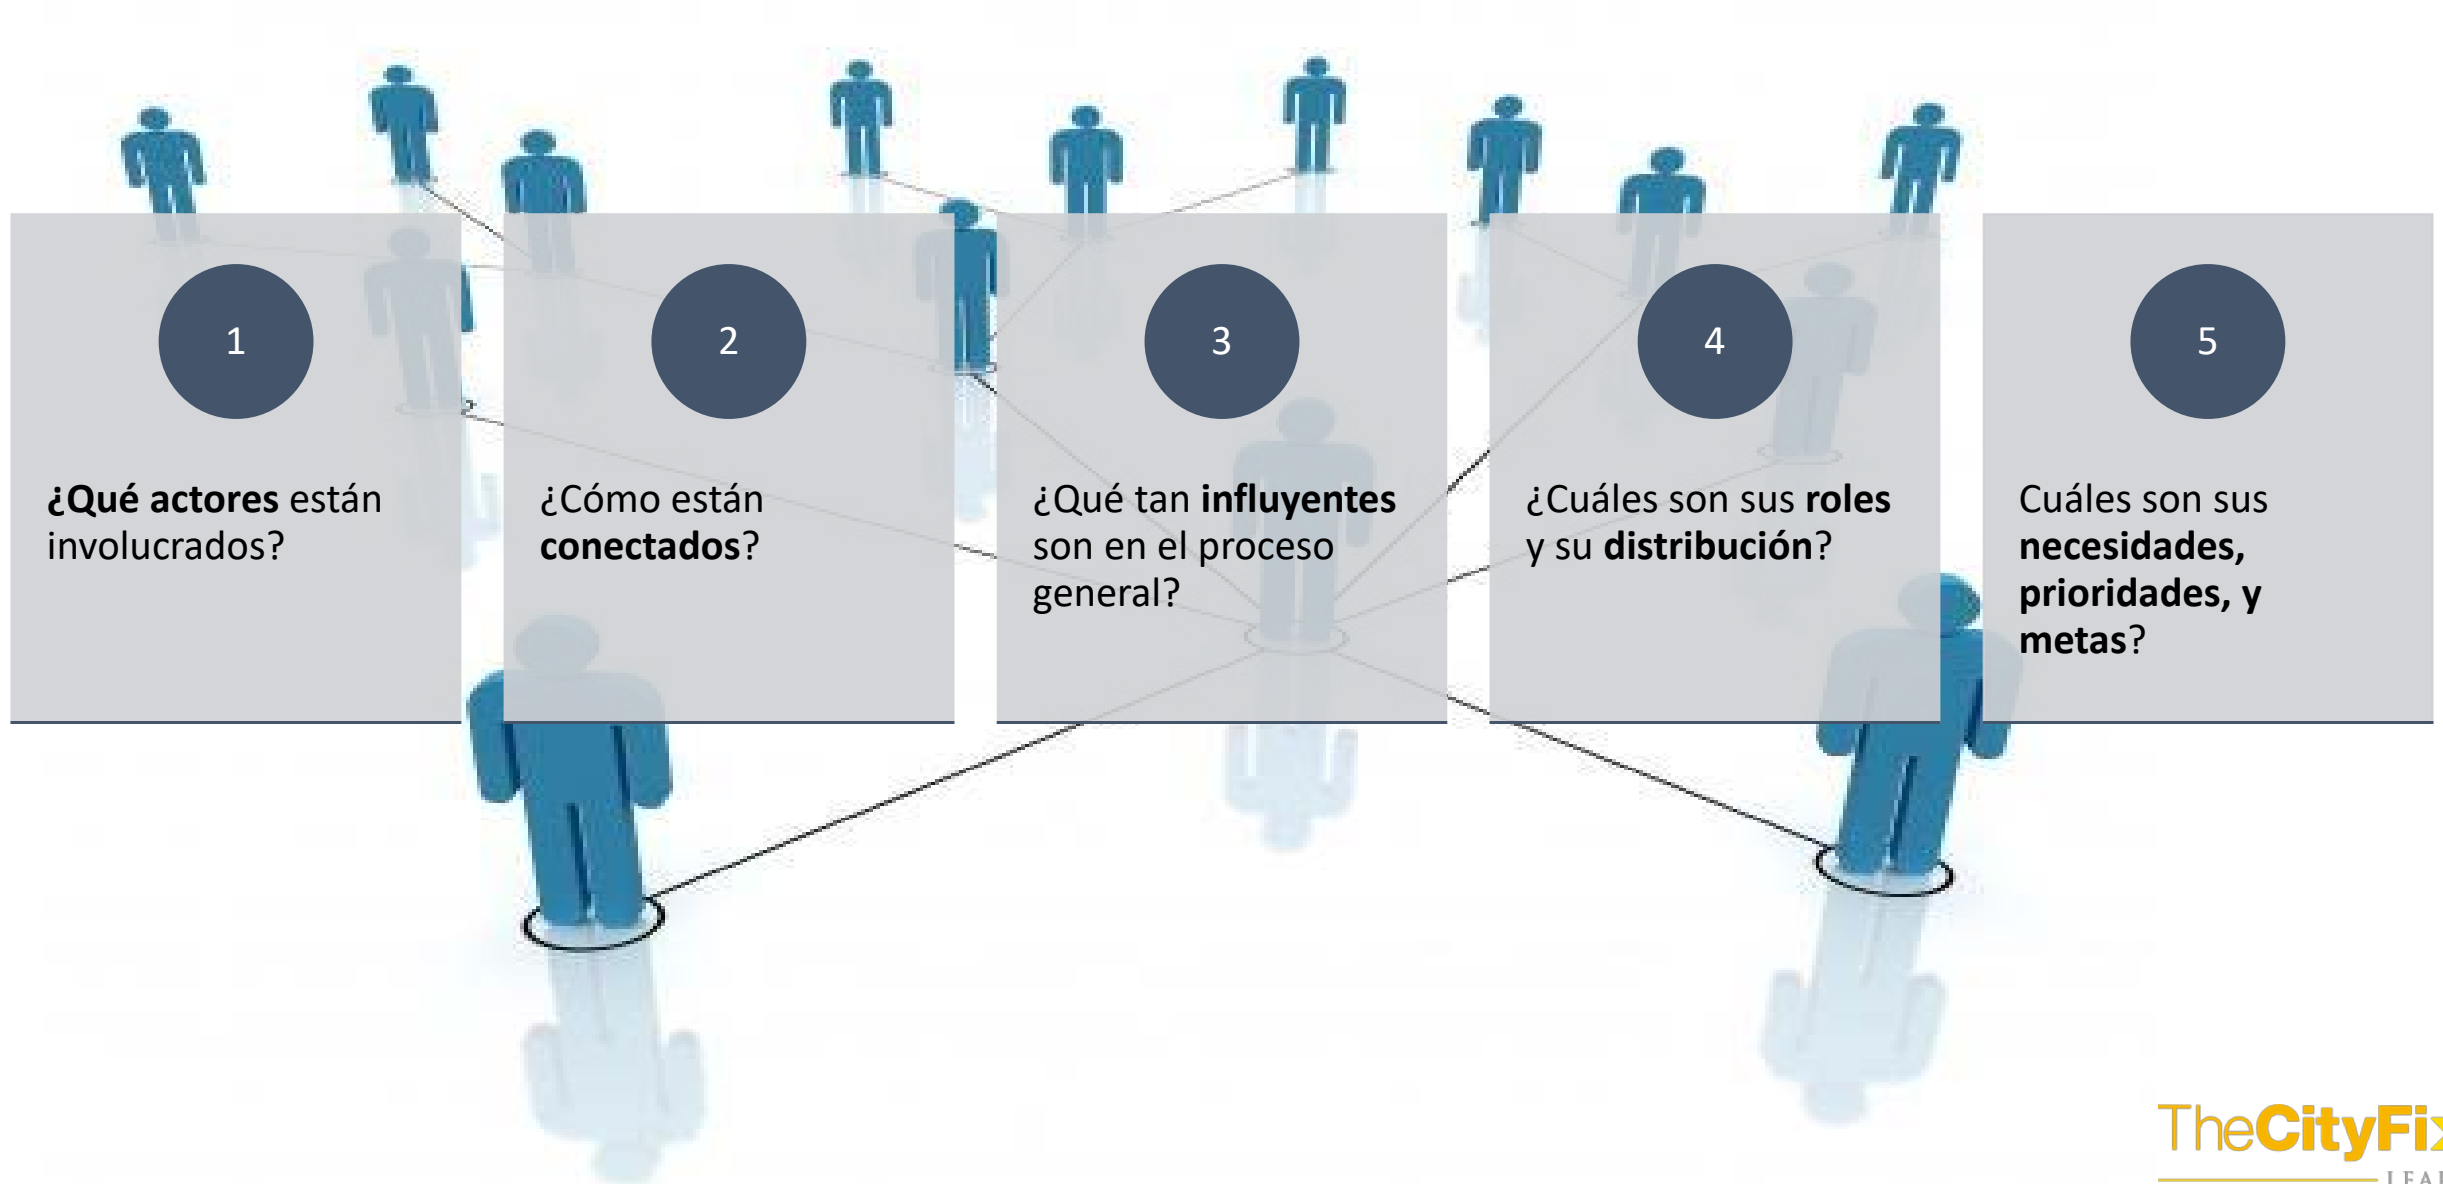 1
¿Qué actores están
involucrados?
2
¿Cómo están
conectados?
3
¿Qué tan influyentes
son en el proceso
general?
4
¿Cuáles son sus roles
y su distribución?
5
Cuáles son sus
necesidades,
prioridades, y
metas?
TheCityFix